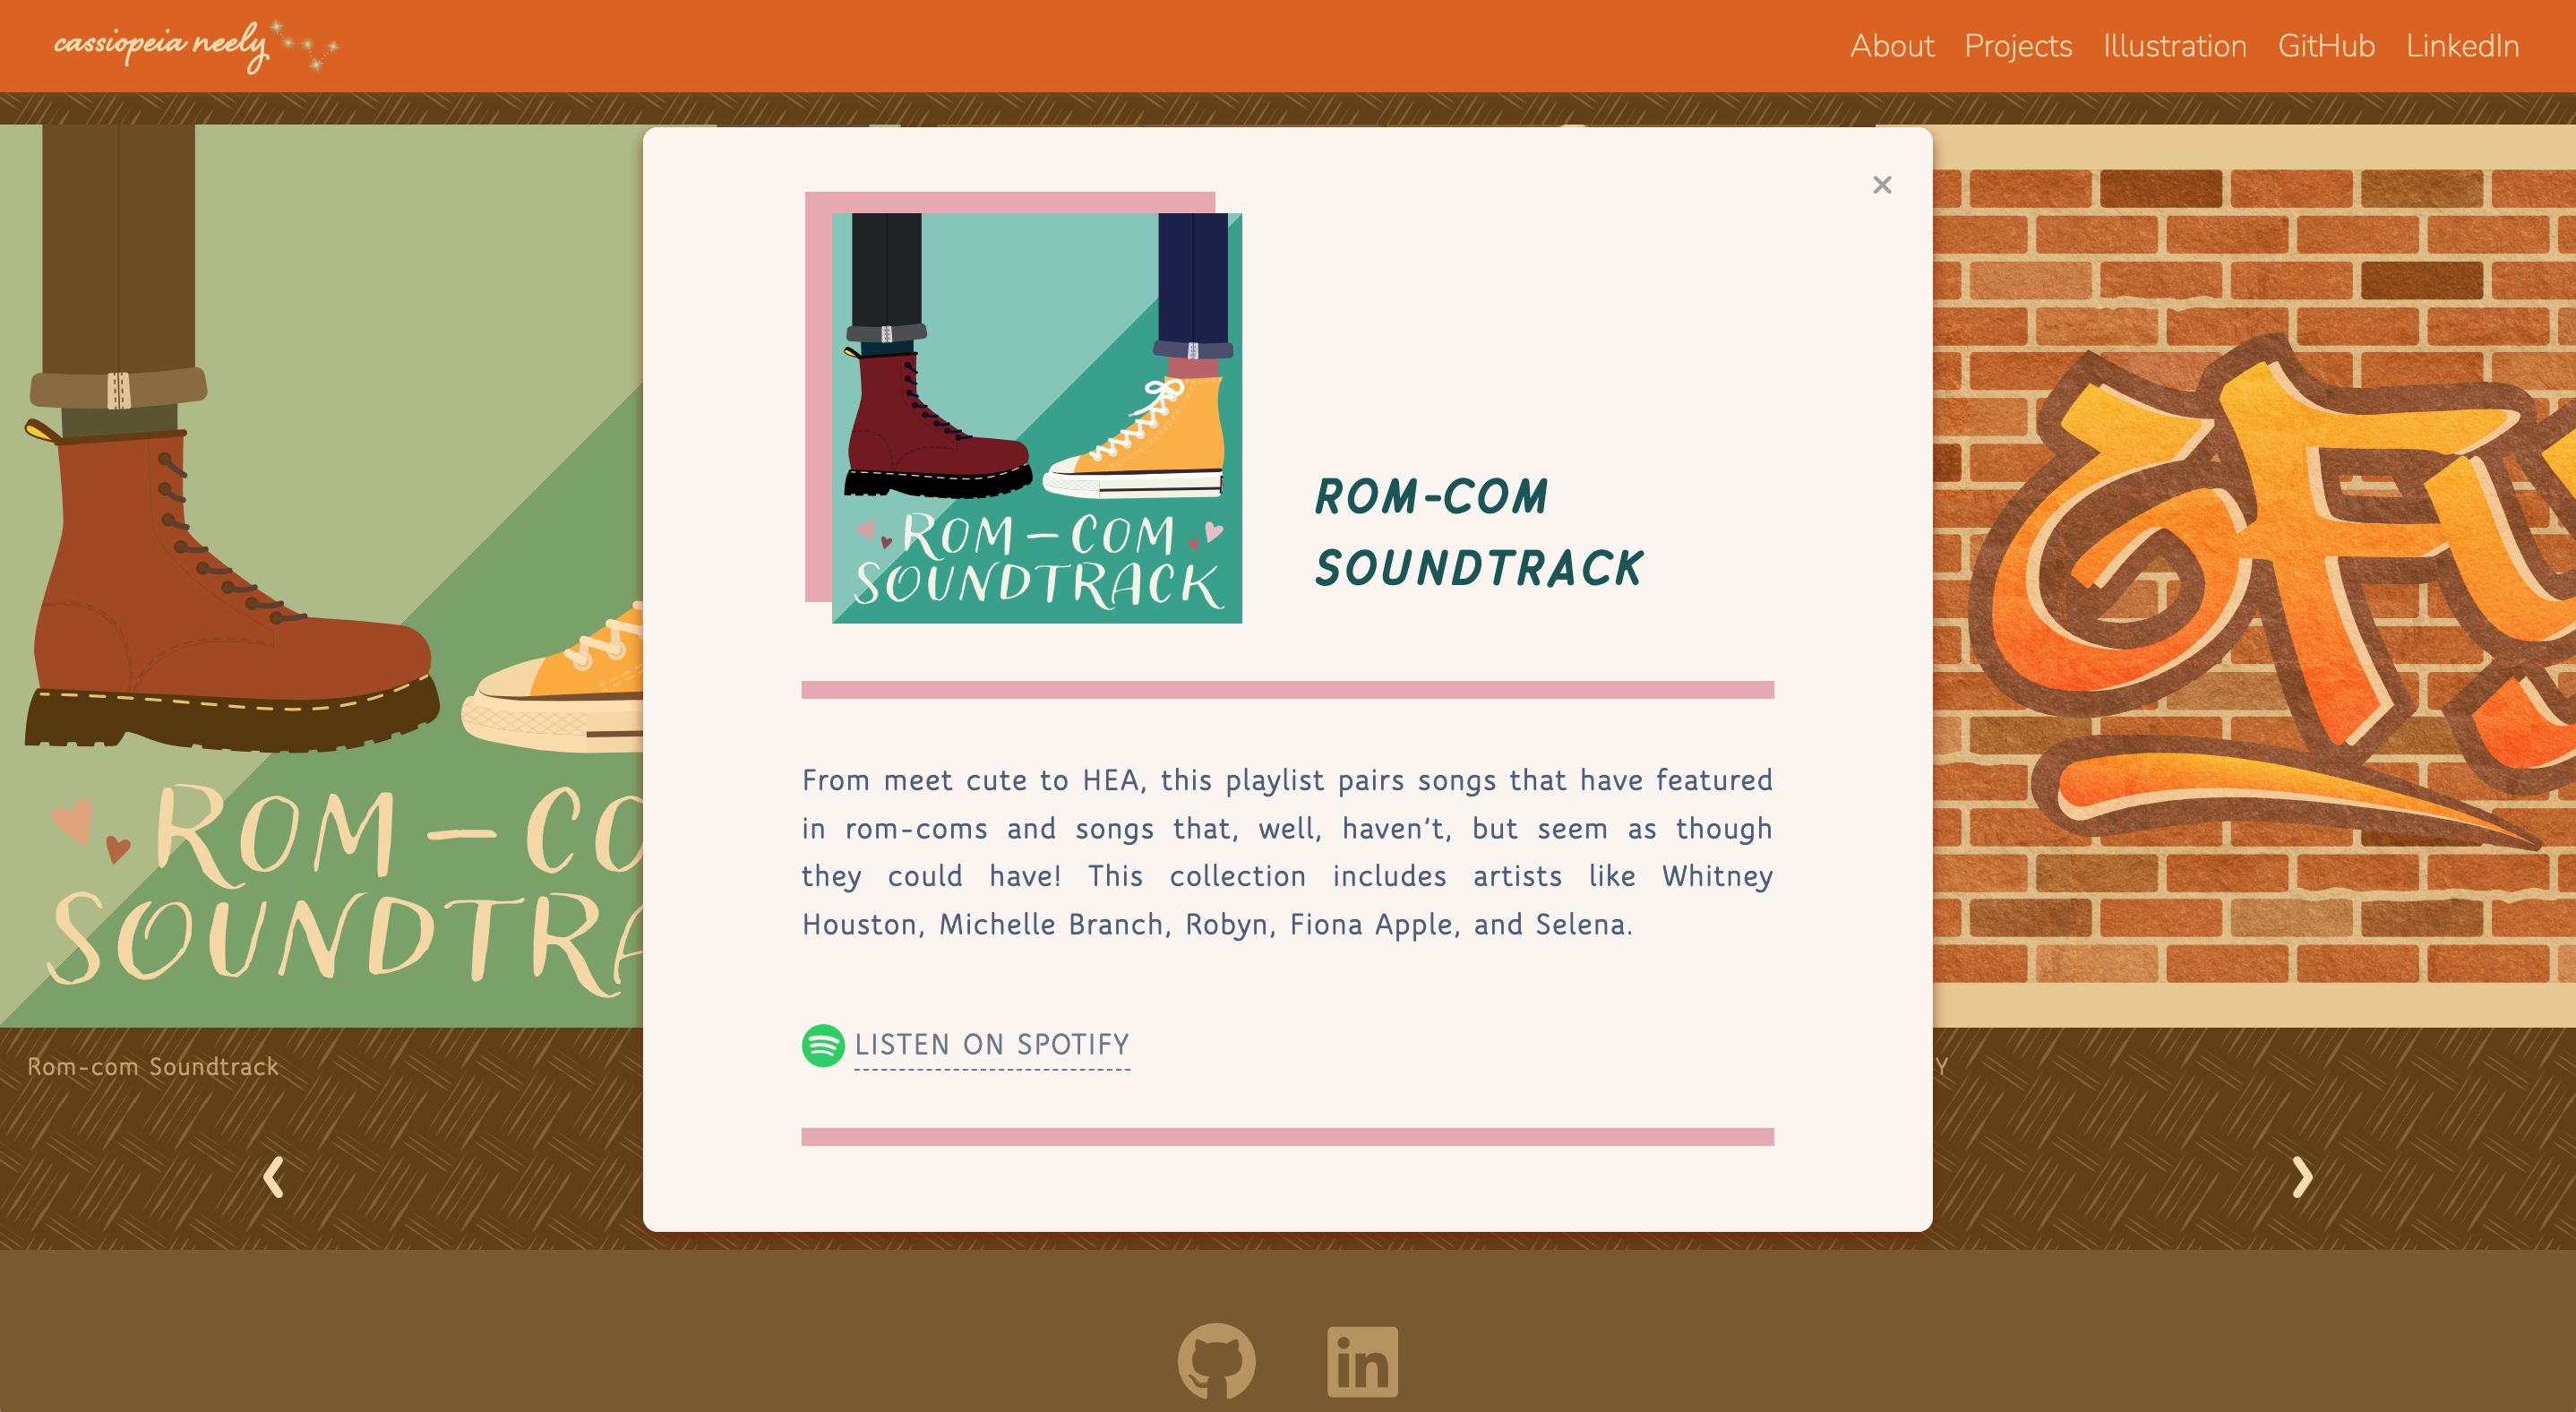 cassiopeia neely
About Projects Illustration GitHub LinkedIn
ROM-COM
SOUNDTRACK
ROM-COM
SOUNDTRACK
From meet cute to HEA, this playlist pairs songs that have featured
in rom-coms and songs that, well, haven't, but seem as though
they could have! This collection includes artists like Whitney
Houston, Michelle Branch, Robyn, Fiona Apple, and Selena.
LISTEN ON SPOTIFY
ROM-CO
SOUNDTRA
Rom-com Soundtrack
Y
in